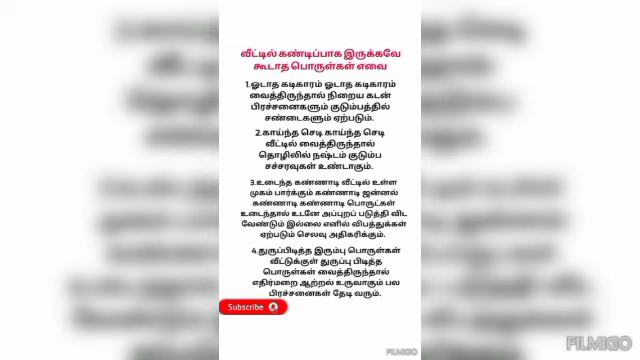 வீட்டில் கண்டிப்பாக இருக்கவே
கூடாத பொருள்கள் எவை
1.ஓடாத கடிகாரம் ஓடாத கடிகாரம்
வைத்திருந்தால் நிறைய கடன்
பிரச்சனைகளும் குடும்பத்தில்
சண்டைகளும் ஏற்படும்.
2.காய்ந்த செடி காய்ந்த செடி
வீட்டில் வைத்திருந்தால்
தொழிலில் நஷ்டம் குடும்ப
சச்சரவுகள் உண்டாகும்.
3.உடைந்த கண்ணாடி வீட்டில் உள்ள
முகம் பார்க்கும் கண்ணாடி ஜன்னல்
கண்ணாடி கண்ணாடி பொருட்கள்
உடைந்தால் உடனே அப்புறப் படுத்தி விட
வேண்டும் இல்லை எனில் விபத்துக்கள்
ஏற்படும் செலவு அதிகரிக்கும்.
4.துருப்பிடித்த இரும்பு பொருள்கள்
வீட்டுக்குள் துருப்பு பிடித்த
பொருள்கள் வைத்திருந்தால்
எதிர்மறை ஆற்றல் உருவாகும் பல
பிரச்சனைகள் தேடி வரும்.
Subscribe
FILMIGO